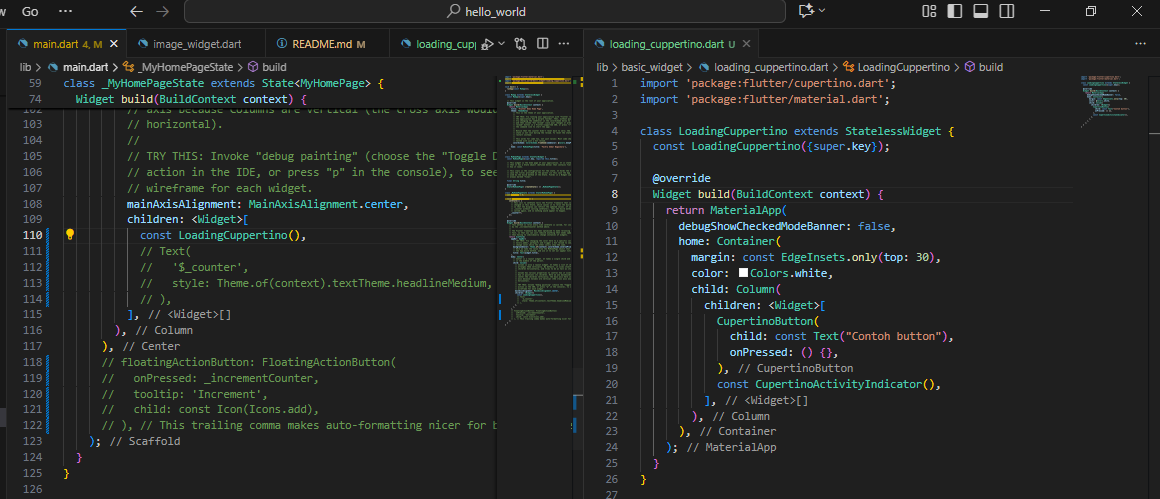 Go ··· hello_world
main.dart 4, M image_widget.dart README.md M loading_cupp
lib > main.dart > _MyHomePageState > build
59 class _MyHomePageState extends State<MyHomePage> {
74 Widget build(BuildContext context) {
102 // axis because Columns are vertical (the cross axis would
103 // horizontal).
104 //
105 // TRY THIS: Invoke "debug painting" (choose the "Toggle D
106 // action in the IDE, or press "p" in the console), to see
107 // wireframe for each widget.
108 mainAxisAlignment: MainAxisAlignment.center,
109 children: <Widget>[
110 const LoadingCuppertino(),
111 // Text(
112 // '$_counter',
113 // style: Theme.of(context).textTheme.headlineMedium,
114 // ),
115 ], // <Widget>[]
116 ), // Column
117 ), // Center
118 // floatingActionButton: FloatingActionButton(
119 // onPressed: _incrementCounter,
120 // tooltip: 'Increment',
121 // child: const Icon(Icons.add),
122 // ), // This trailing comma makes auto-formatting nicer for b
123 ); // Scaffold
124 }
125 }
126
loading_cuppertino.dart U
lib > basic_widget > loading_cuppertino.dart > LoadingCuppertino > build
1 import 'package:flutter/cupertino.dart';
2 import 'package:flutter/material.dart';
3
4 class LoadingCuppertino extends StatelessWidget {
5 const LoadingCuppertino({super.key});
6
7 @override
8 Widget build(BuildContext context) {
9 return MaterialApp(
10 debugShowCheckedModeBanner: false,
11 home: Container(
12 margin: const EdgeInsets.only(top: 30),
13 color: Colors.white,
14 child: Column(
15 children: <Widget>[
16 CupertinoButton(
17 child: const Text("Contoh button"),
18 onPressed: () {},
19 ), // CupertinoButton
20 const CupertinoActivityIndicator(),
21 ], // <Widget>[]
22 ), // Column
23 ), // Container
24 ); // MaterialApp
25 }
26 }
27